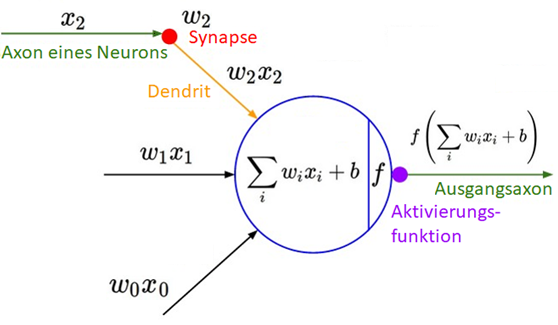 x₂
w₂
Synapse
Axon eines Neurons
w₂x₂
Dendrit
f(∑ᵢ wᵢxᵢ + b)
w₁x₁
∑ᵢ wᵢxᵢ + b
f
Ausgangsaxon
Aktivierungs-
funktion
w₀x₀